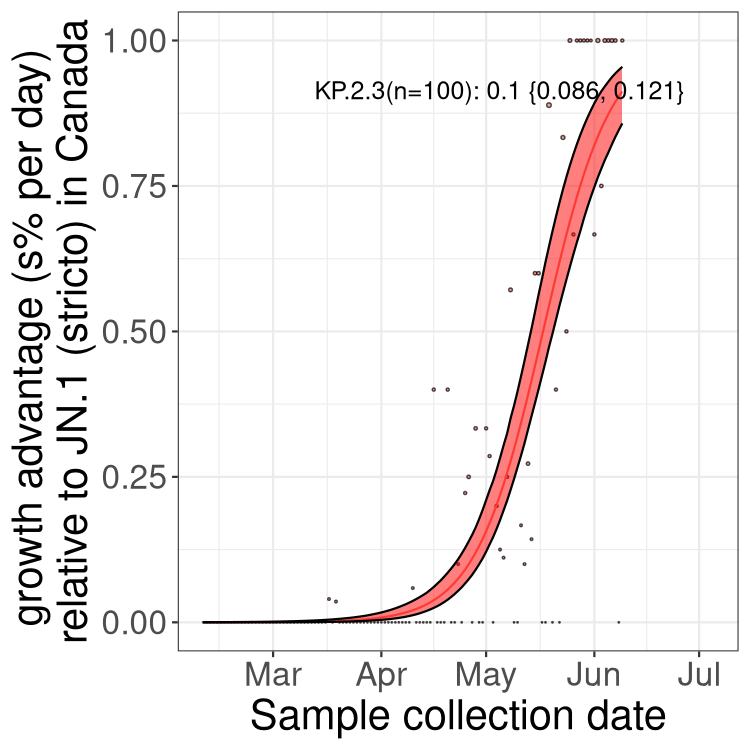 growth advantage (s% per day)
relative to JN.1 (stricto) in Canada
1.00
0.75
0.50
0.25
0.00
KP.2.3(n=100): 0.1 {0.086, 0.121}
Mar Apr May Jun Jul
Sample collection date